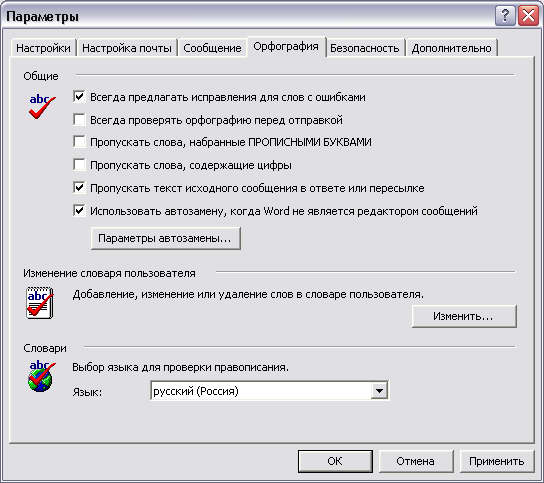 Параметры
Настройки Настройка почты Сообщение Орфография Безопасность Дополнительно
Общие
abc
Всегда предлагать исправления для слов с ошибками
Всегда проверять орфографию перед отправкой
Пропускать слова, набранные ПРОПИСНЫМИ БУКВАМИ
Пропускать слова, содержащие цифры
Пропускать текст исходного сообщения в ответе или пересылке
Использовать автозамену, когда Word не является редактором сообщений
Параметры автозамены...
Изменение словаря пользователя
abc
Добавление, изменение или удаление слов в словаре пользователя.
Изменить...
Словари
abc
Выбор языка для проверки правописания.
Язык: русский (Россия)
ОК Отмена Применить